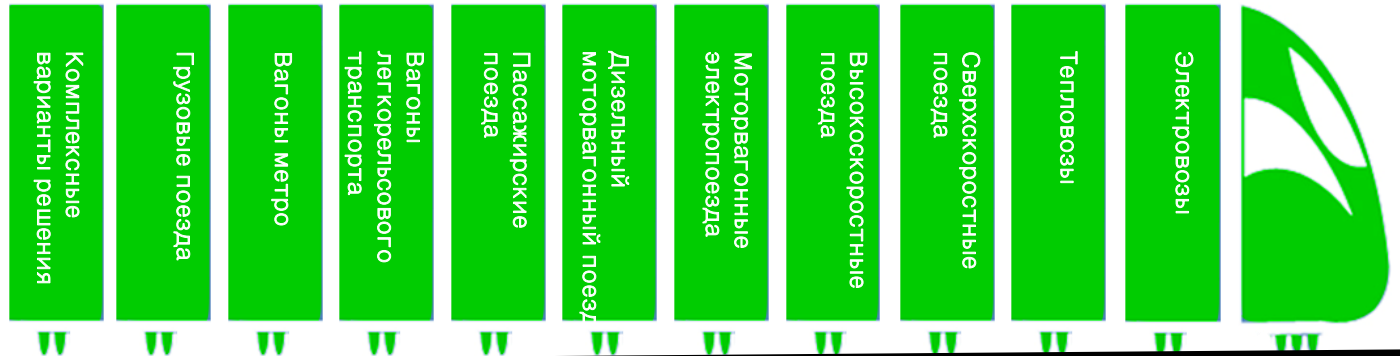 Комплексные
варианты решения
Грузовые поезда
Вагоны метро
Вагоны
легкорельсового
транспорта
Пассажирские
поезда
Дизельный
моторвагонный поезд
Моторвагонные
электропоезда
Высокоскоростные
поезда
Сверхскоростные
поезда
Тепловозы
Электровозы